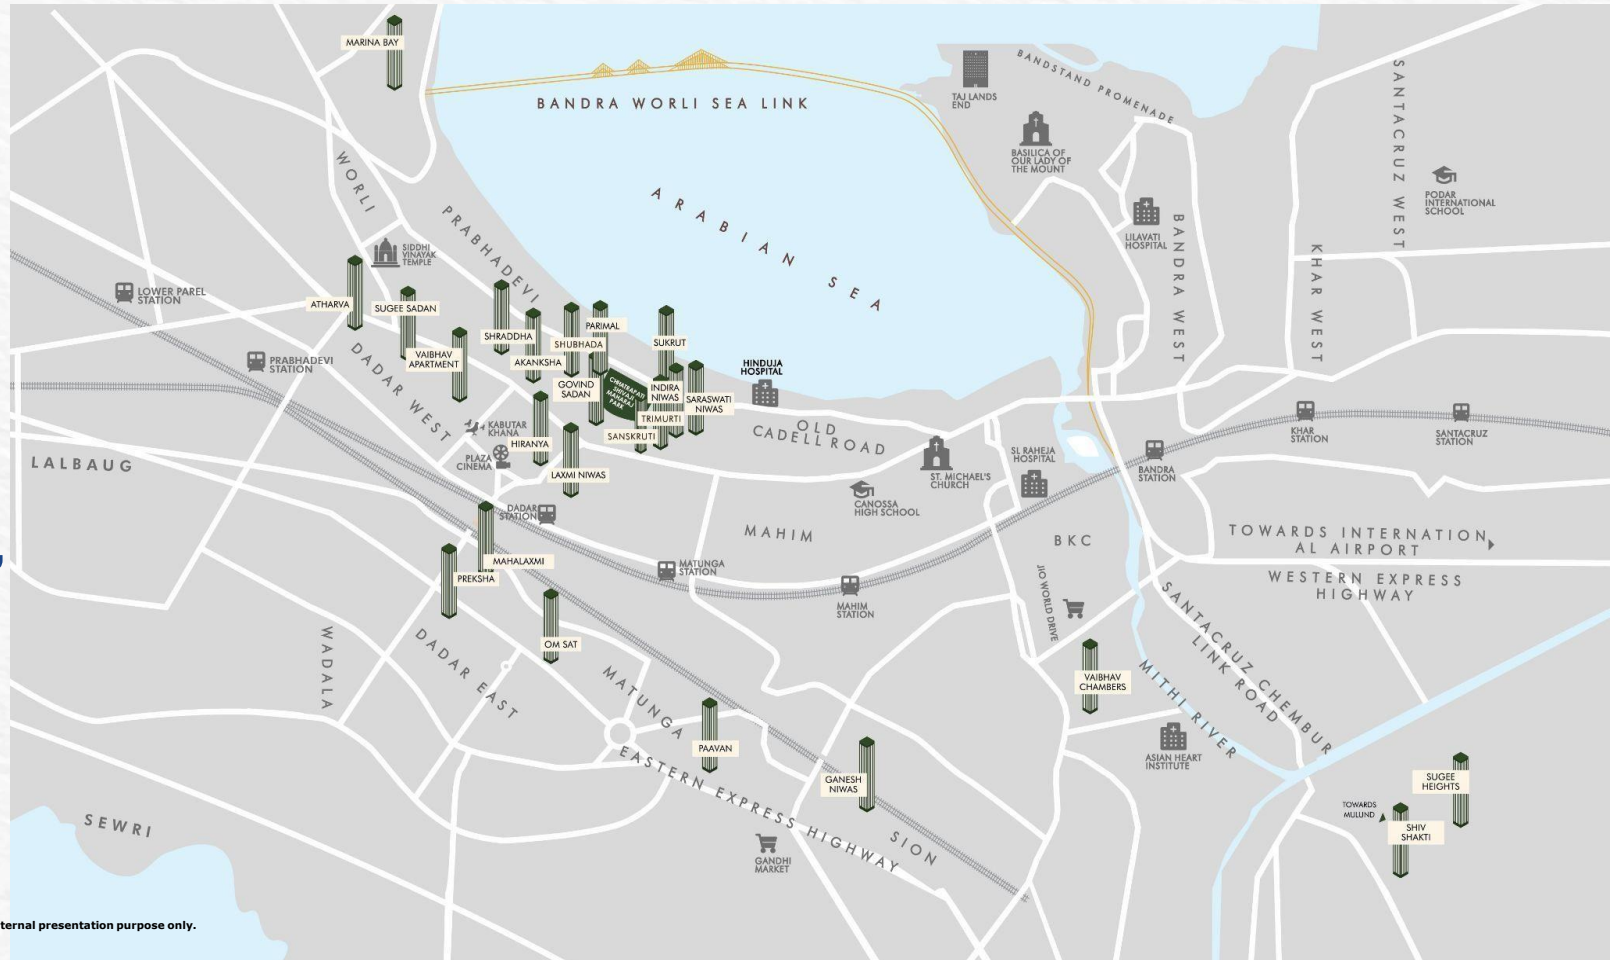 MARINA BAY
BANDRA WORLI SEA LINK
TAJ LANDS
END
BANDSTAND PROMENADE
BASILICA OF
OUR LADY OF
THE MOUNT
SANTACRUZ WEST
PODAR
INTERNATIONAL
SCHOOL
WORLI
PRABHADEVI
ARABIAN SEA
LILAVATI
HOSPITAL
BANDRA WEST
KHAR WEST
SIDDHI
VINAYAK
TEMPLE
LOWER PAREL
STATION
ATHARVA
SUGEE SADAN
SHRADDHA
PARIMAL
SHUBHADA
SUKRUT
PRABHADEVI
STATION
DADAR WEST
VAIBHAV
APARTMENT
AKANKSHA
GOVIND
SADAN
CHHATRAPATI
SHIVAJI
MAHARAJ
PARK
INDIRA
NIWAS
SARASWATI
NIWAS
HINDUJA
HOSPITAL
TRIMURTI
SANSKRUTI
KABUTAR
KHANA
HIRANYA
PLAZA
CINEMA
LAXMI NIWAS
OLD
CADELL ROAD
ST. MICHAEL'S
CHURCH
SL RAHEJA
HOSPITAL
BANDRA
STATION
KHAR
STATION
SANTACRUZ
STATION
LALBAUG
CANOSSA
HIGH SCHOOL
DADAR
STATION
MAHIM
BKC
TOWARDS INTERNATION
AL AIRPORT
WESTERN EXPRESS
HIGHWAY
MAHALAXMI
PREKSHA
MATUNGA
STATION
MAHIM
STATION
JIO WORLD DRIVE
SANTACRUZ CHEMBUR
LINK ROAD
OM SAT
WADALA
DADAR EAST
MATUNGA
VAIBHAV
CHAMBERS
MITHI RIVER
PAAVAN
EASTERN EXPRESS HIGHWAY
GANESH
NIWAS
ASIAN HEART
INSTITUTE
SUGEE
HEIGHTS
TOWARDS
MULUND
SHIV
SHAKTI
SEWRI
SION
GANDHI
MARKET
ternal presentation purpose only.